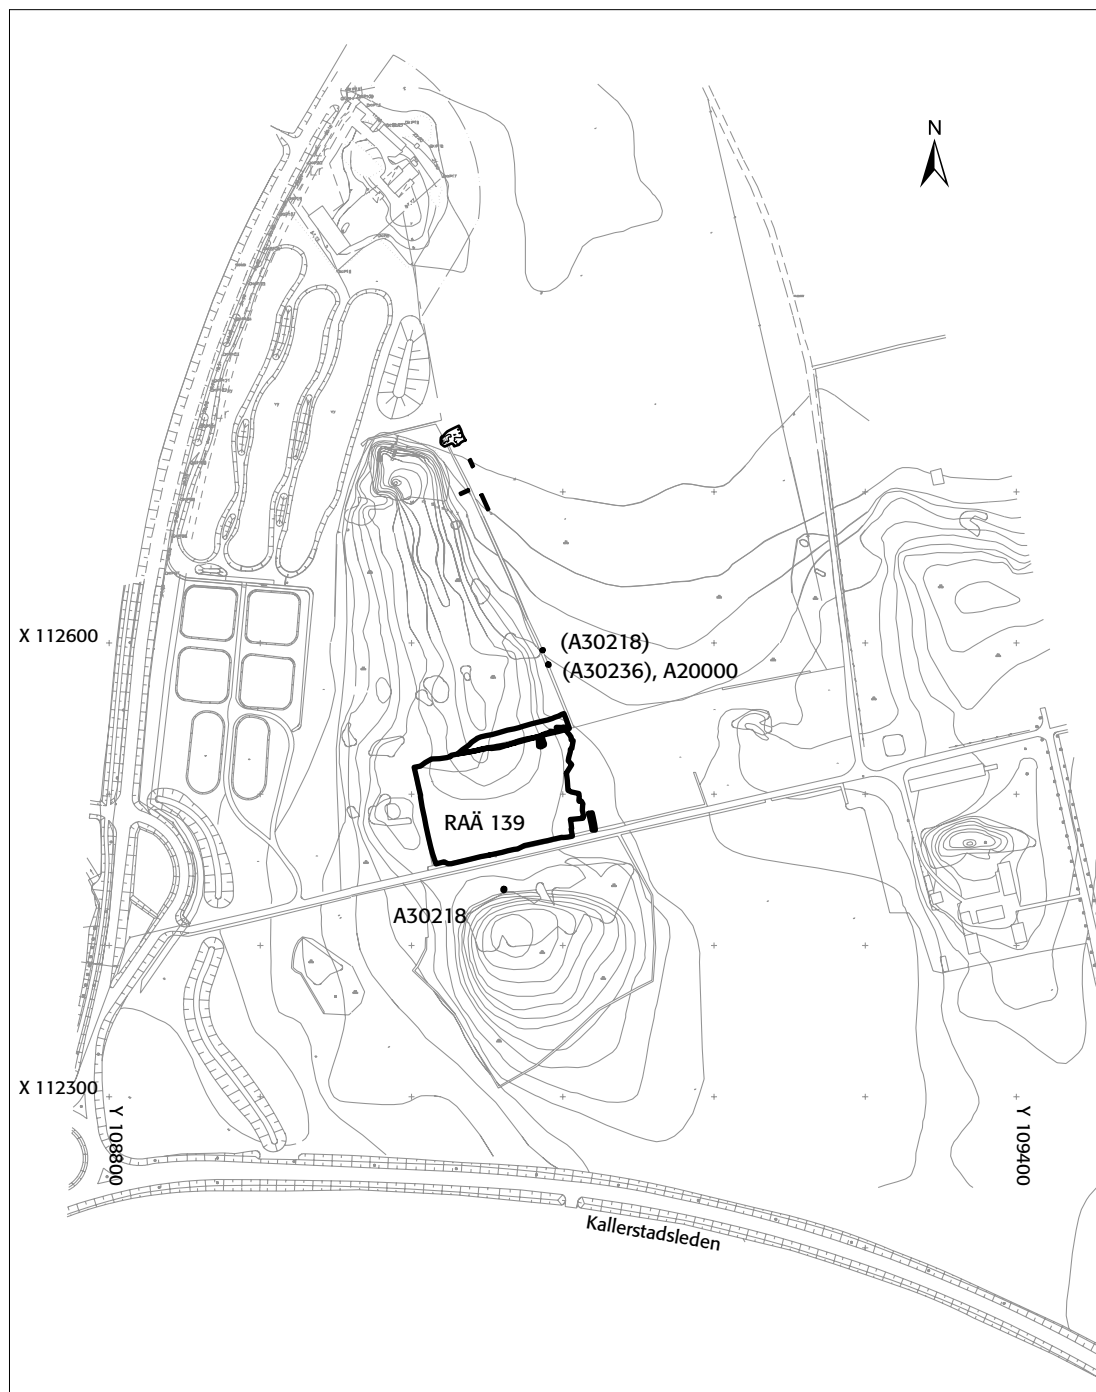 N
X 112600
(A30218)
(A30236), A20000
RAÄ 139
A30218
X 112300
Y 108800
Y 109400
Kallerstadsleden